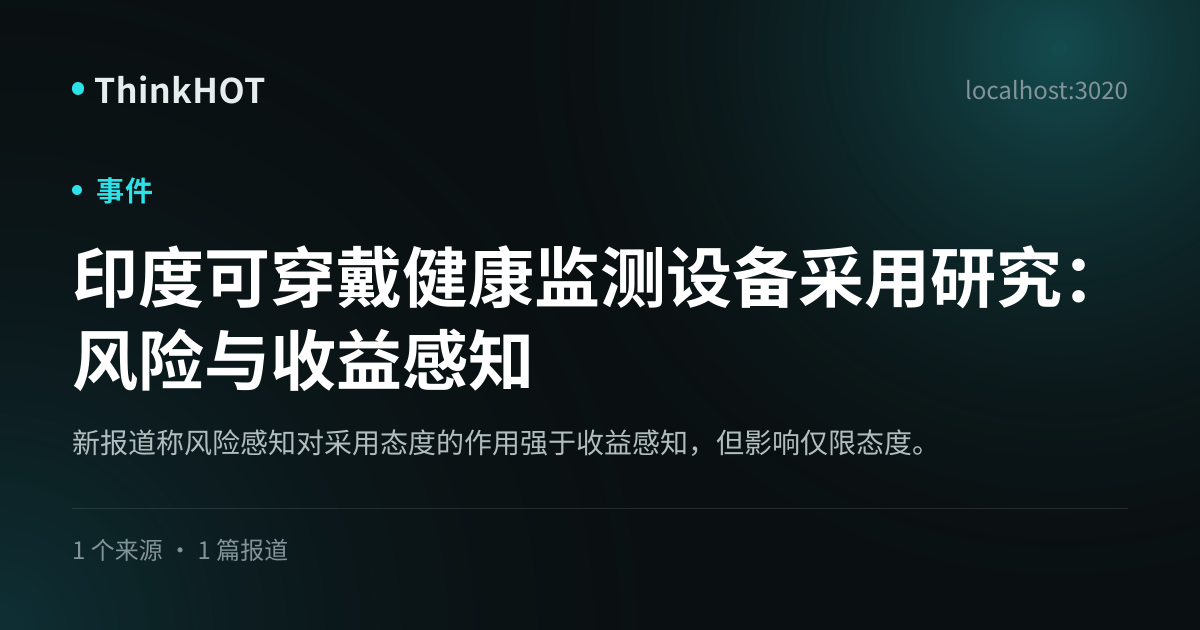 ThinkHOT
localhost:3020
事件
印度可穿戴健康监测设备采用研究：
风险与收益感知
新报道称风险感知对采用态度的作用强于收益感知，但影响仅限态度。
1 个来源 · 1 篇报道